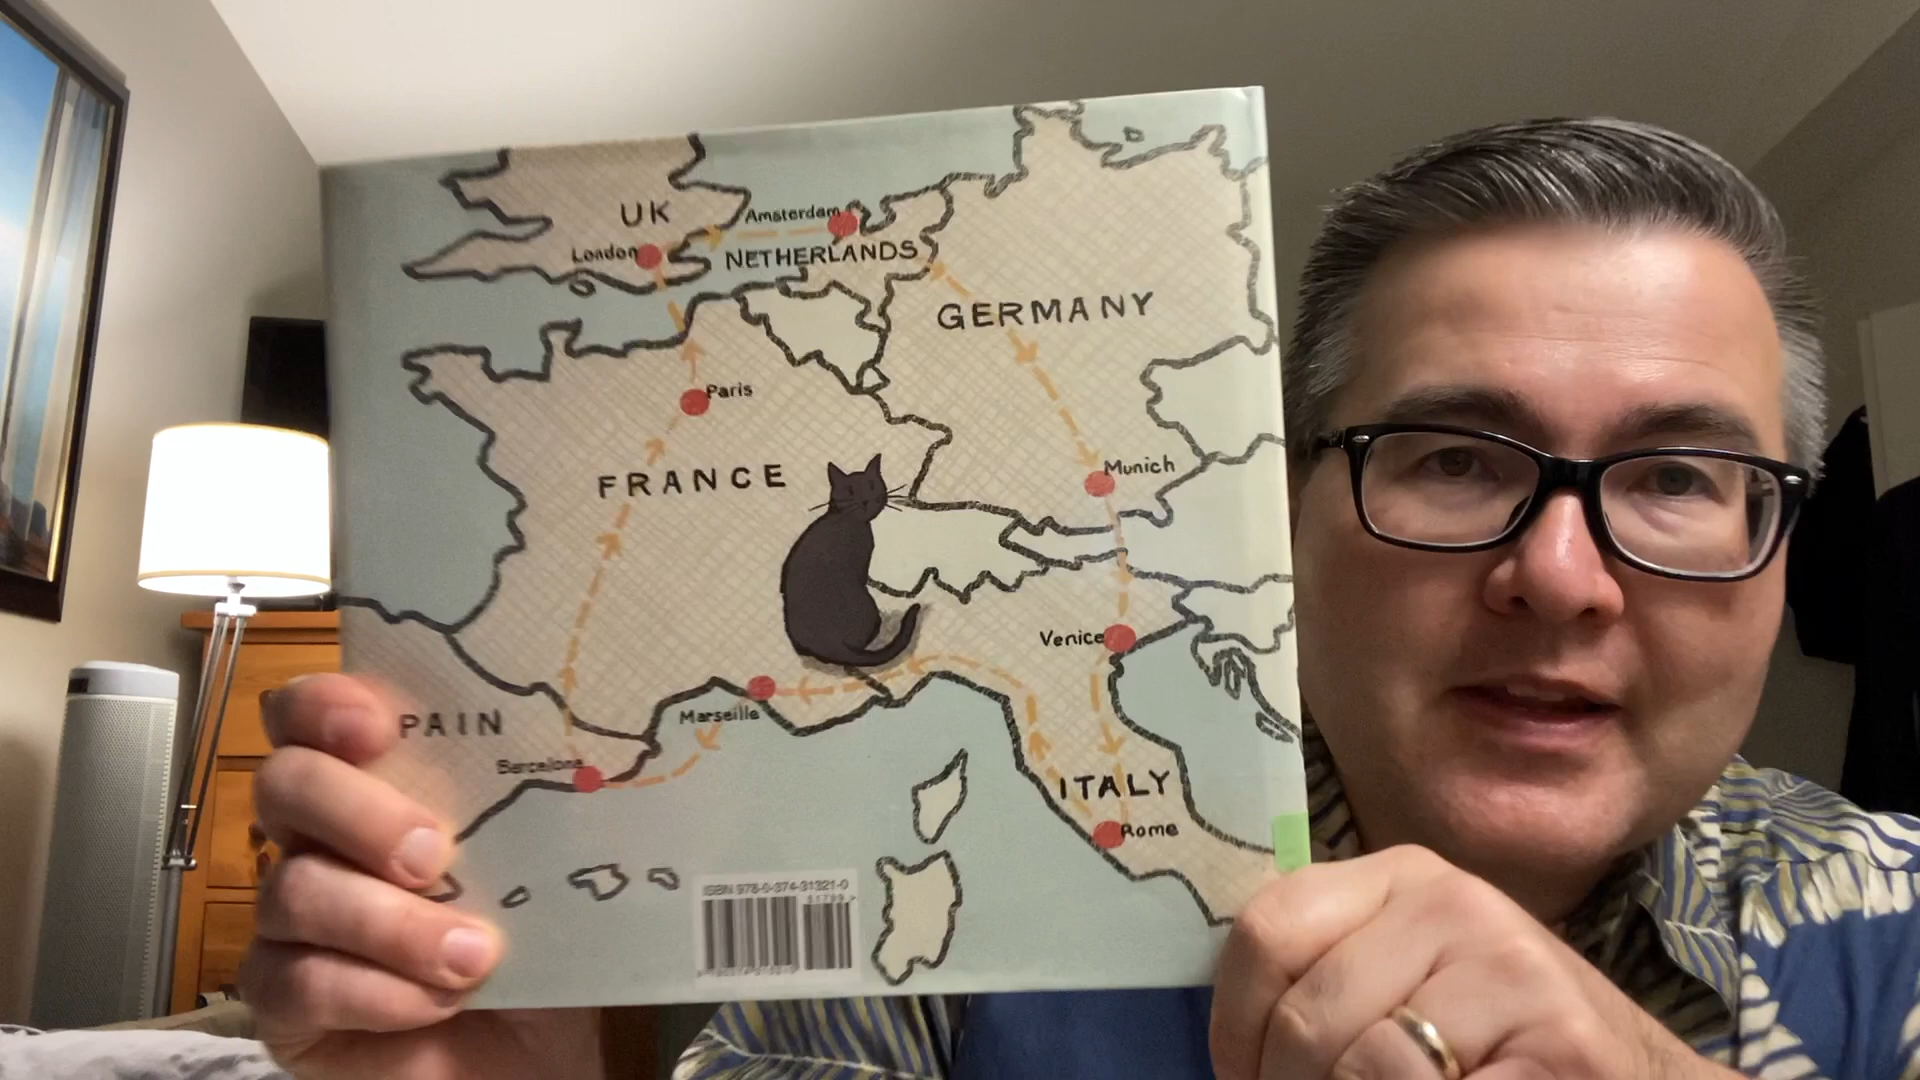 UK
Amsterdam
London
NETHERLANDS
GERMANY
Paris
Munich
FRANCE
Venice
Marseille
PAIN
Barcelona
ITALY
Rome
ISBN 978-0-374-31321-0